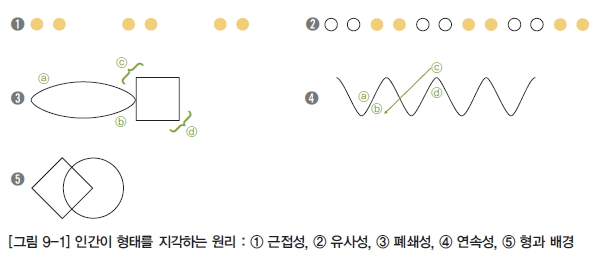 ❶ ❷
❸ ⓐ ⓑ ⓒ ⓓ
❹ ⓐ ⓑ ⓒ ⓓ
❺
[그림 9-1] 인간이 형태를 지각하는 원리 : ① 근접성, ② 유사성, ③ 폐쇄성, ④ 연속성, ⑤ 형과 배경